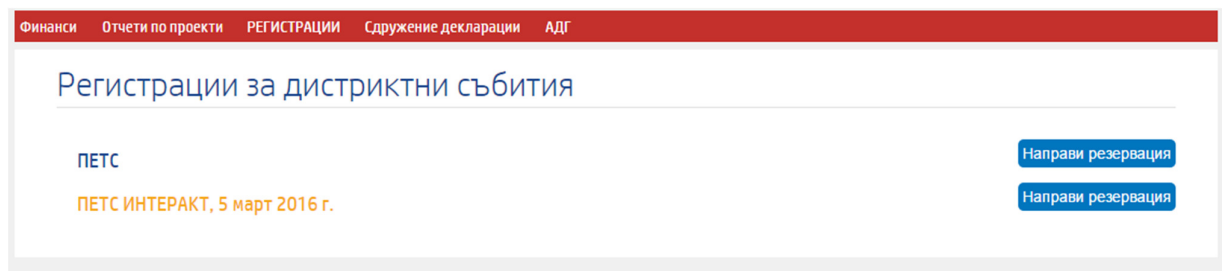 Финанси Отчети по проекти РЕГИСТРАЦИИ Сдружение декларации АДГ
Регистрации за дистриктни събития
ПЕТС Направи резервация
ПЕТС ИНТЕРАКТ, 5 март 2016 г. Направи резервация